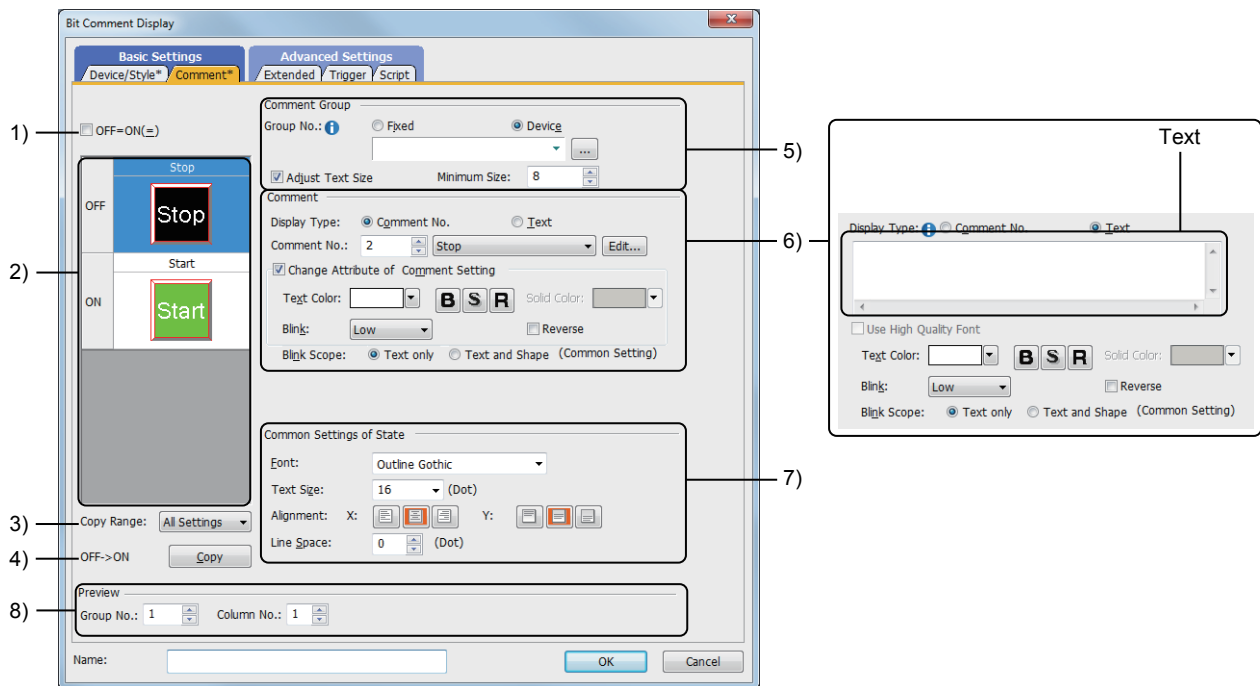 Bit Comment Display
Basic Settings
Advanced Settings
Device/Style* Comment* Extended Trigger Script
1)
OFF=ON(=)
2)
Stop
OFF
Stop
Start
ON
Start
3)
Copy Range: All Settings
4)
OFF->ON Copy
Comment Group
Group No.: Fixed Device
...
Adjust Text Size Minimum Size: 8
5)
Comment
Display Type: Comment No. Text
Comment No.: 2 Stop Edit...
Change Attribute of Comment Setting
Text Color: B S R Solid Color:
Blink: Low Reverse
Blink Scope: Text only Text and Shape (Common Setting)
6)
Common Settings of State
Font: Outline Gothic
Text Size: 16 (Dot)
Alignment: X: Y:
Line Space: 0 (Dot)
7)
8)
Preview
Group No.: 1 Column No.: 1
Name:
OK Cancel
Text
Display Type: Comment No. Text
Use High Quality Font
Text Color: B S R Solid Color:
Blink: Low Reverse
Blink Scope: Text only Text and Shape (Common Setting)